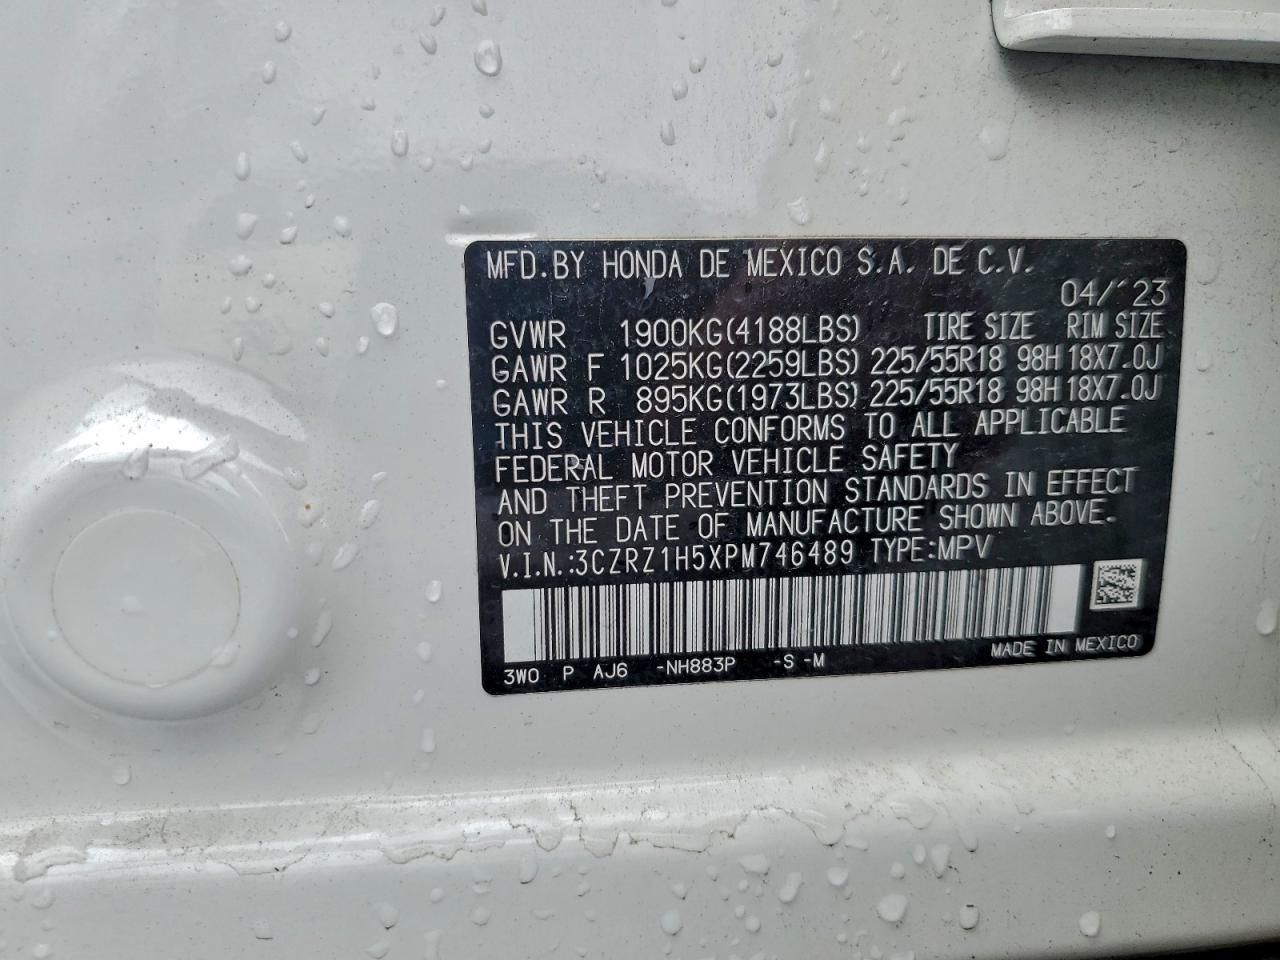 MFD.BY HONDA DE MEXICO S.A. DE C.V.
04/'23
GVWR 1900KG(4188LBS) TIRE SIZE RIM SIZE
GAWR F 1025KG(2259LBS) 225/55R18 98H 18X7.0J
GAWR R 895KG(1973LBS) 225/55R18 98H 18X7.0J
THIS VEHICLE CONFORMS TO ALL APPLICABLE
FEDERAL MOTOR VEHICLE SAFETY
AND THEFT PREVENTION STANDARDS IN EFFECT
ON THE DATE OF MANUFACTURE SHOWN ABOVE.
V.I.N.:3CZRZ1H5XPM746489 TYPE:MPV
3W0 P AJ6 -NH883P -S -M MADE IN MEXICO